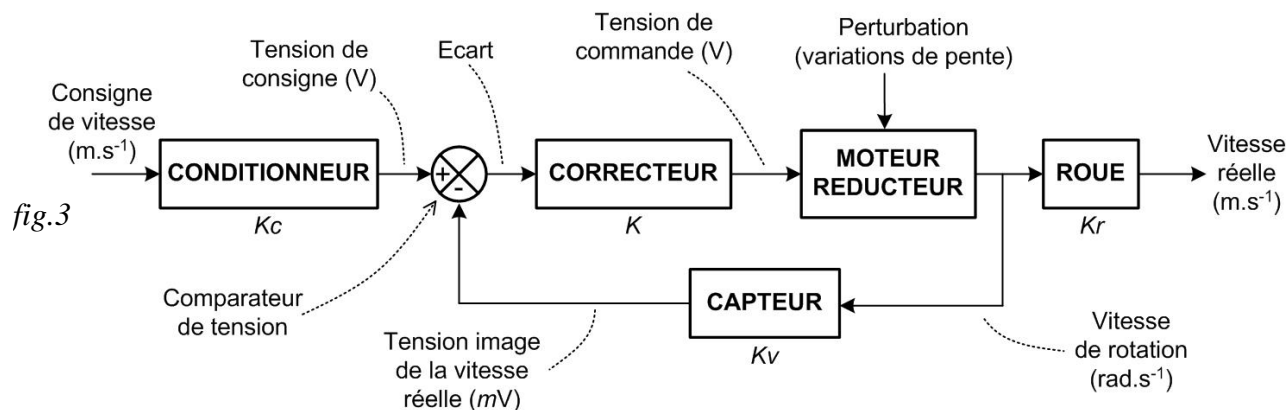 Tension de
consigne (V)
Ecart
Tension de
commande (V)
Perturbation
(variations de pente)
Consigne
de vitesse
(m.s-1)
CONDITIONNEUR
+
-
CORRECTEUR
MOTEUR
REDUCTEUR
ROUE
Vitesse
réelle
(m.s-1)
fig.3
Kc
K
Kr
Comparateur
de tension
CAPTEUR
Kv
Tension image
de la vitesse
réelle (mV)
Vitesse
de rotation
(rad.s-1)